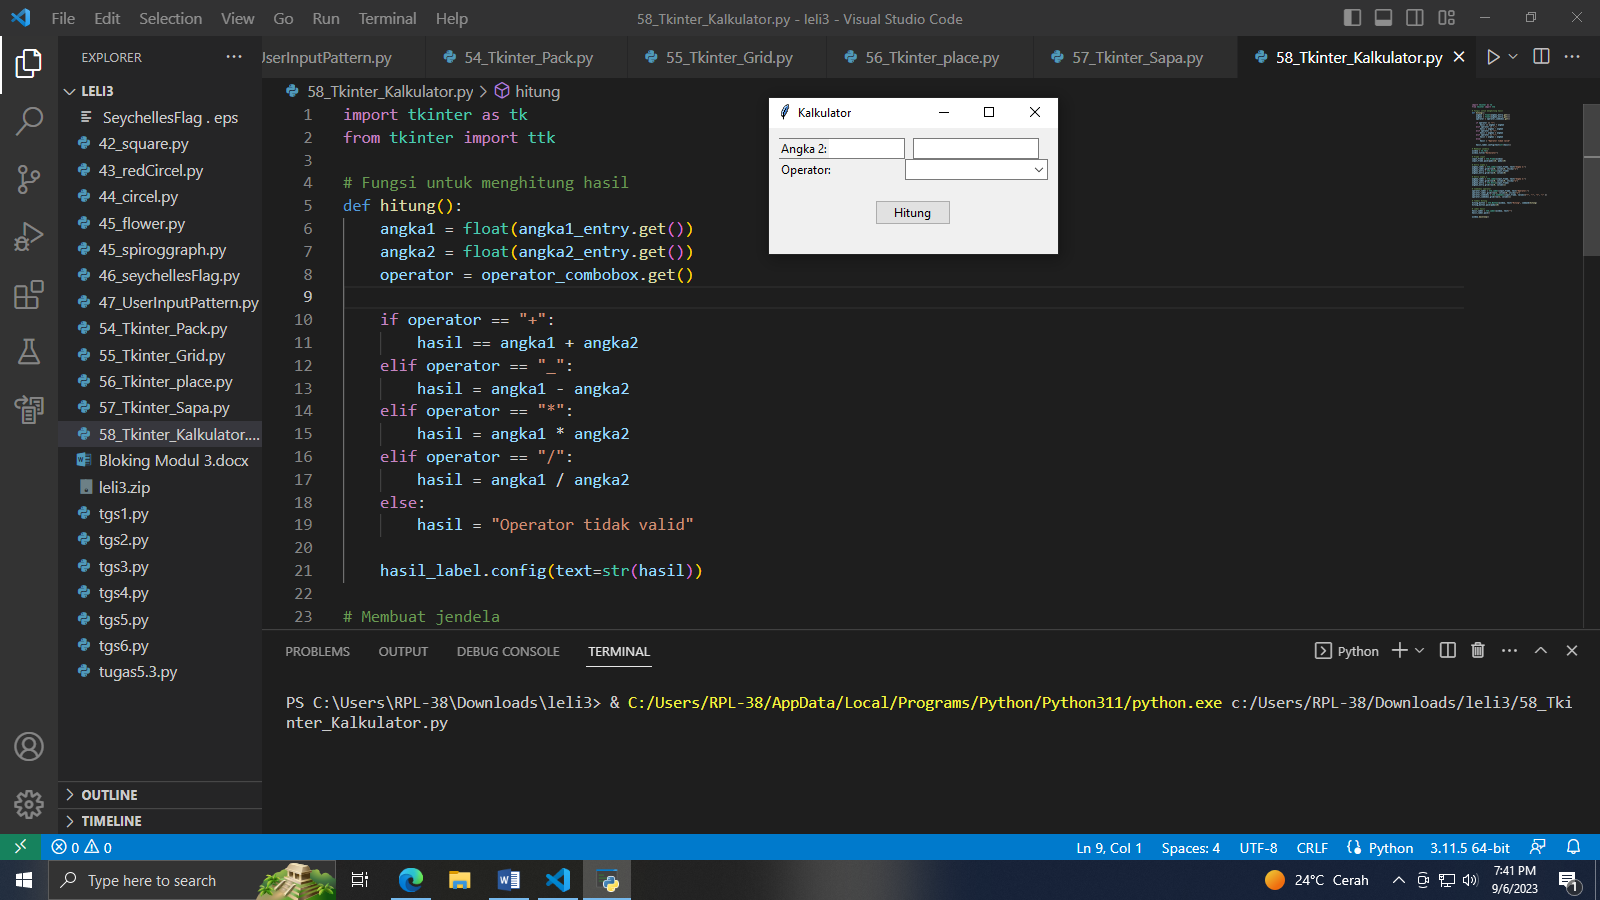 File Edit Selection View Go Run Terminal Help
58_Tkinter_Kalkulator.py - leli3 - Visual Studio Code
EXPLORER
UserInputPattern.py 54_Tkinter_Pack.py 55_Tkinter_Grid.py 56_Tkinter_place.py 57_Tkinter_Sapa.py 58_Tkinter_Kalkulator.py
LELI3
SeychellesFlag . eps
42_square.py
43_redCircel.py
44_circel.py
45_flower.py
45_spiroggraph.py
46_seychellesFlag.py
47_UserInputPattern.py
54_Tkinter_Pack.py
55_Tkinter_Grid.py
56_Tkinter_place.py
57_Tkinter_Sapa.py
58_Tkinter_Kalkulator....
Bloking Modul 3.docx
leli3.zip
tgs1.py
tgs2.py
tgs3.py
tgs4.py
tgs5.py
tgs6.py
tugas5.3.py
OUTLINE
TIMELINE
58_Tkinter_Kalkulator.py > hitung
1 import tkinter as tk
2 from tkinter import ttk
3
4 # Fungsi untuk menghitung hasil
5 def hitung():
6 angka1 = float(angka1_entry.get())
7 angka2 = float(angka2_entry.get())
8 operator = operator_combobox.get()
9
10 if operator == "+":
11 hasil == angka1 + angka2
12 elif operator == "_":
13 hasil = angka1 - angka2
14 elif operator == "*":
15 hasil = angka1 * angka2
16 elif operator == "/":
17 hasil = angka1 / angka2
18 else:
19 hasil = "Operator tidak valid"
20
21 hasil_label.config(text=str(hasil))
22
23 # Membuat jendela
Kalkulator
Angka 2:
Operator:
Hitung
PROBLEMS OUTPUT DEBUG CONSOLE TERMINAL
Python
PS C:\Users\RPL-38\Downloads\leli3> & C:/Users/RPL-38/AppData/Local/Programs/Python/Python311/python.exe c:/Users/RPL-38/Downloads/leli3/58_Tki
nter_Kalkulator.py
0 0
Ln 9, Col 1 Spaces: 4 UTF-8 CRLF Python 3.11.5 64-bit
Type here to search
24°C Cerah
7:41 PM
9/6/2023
1